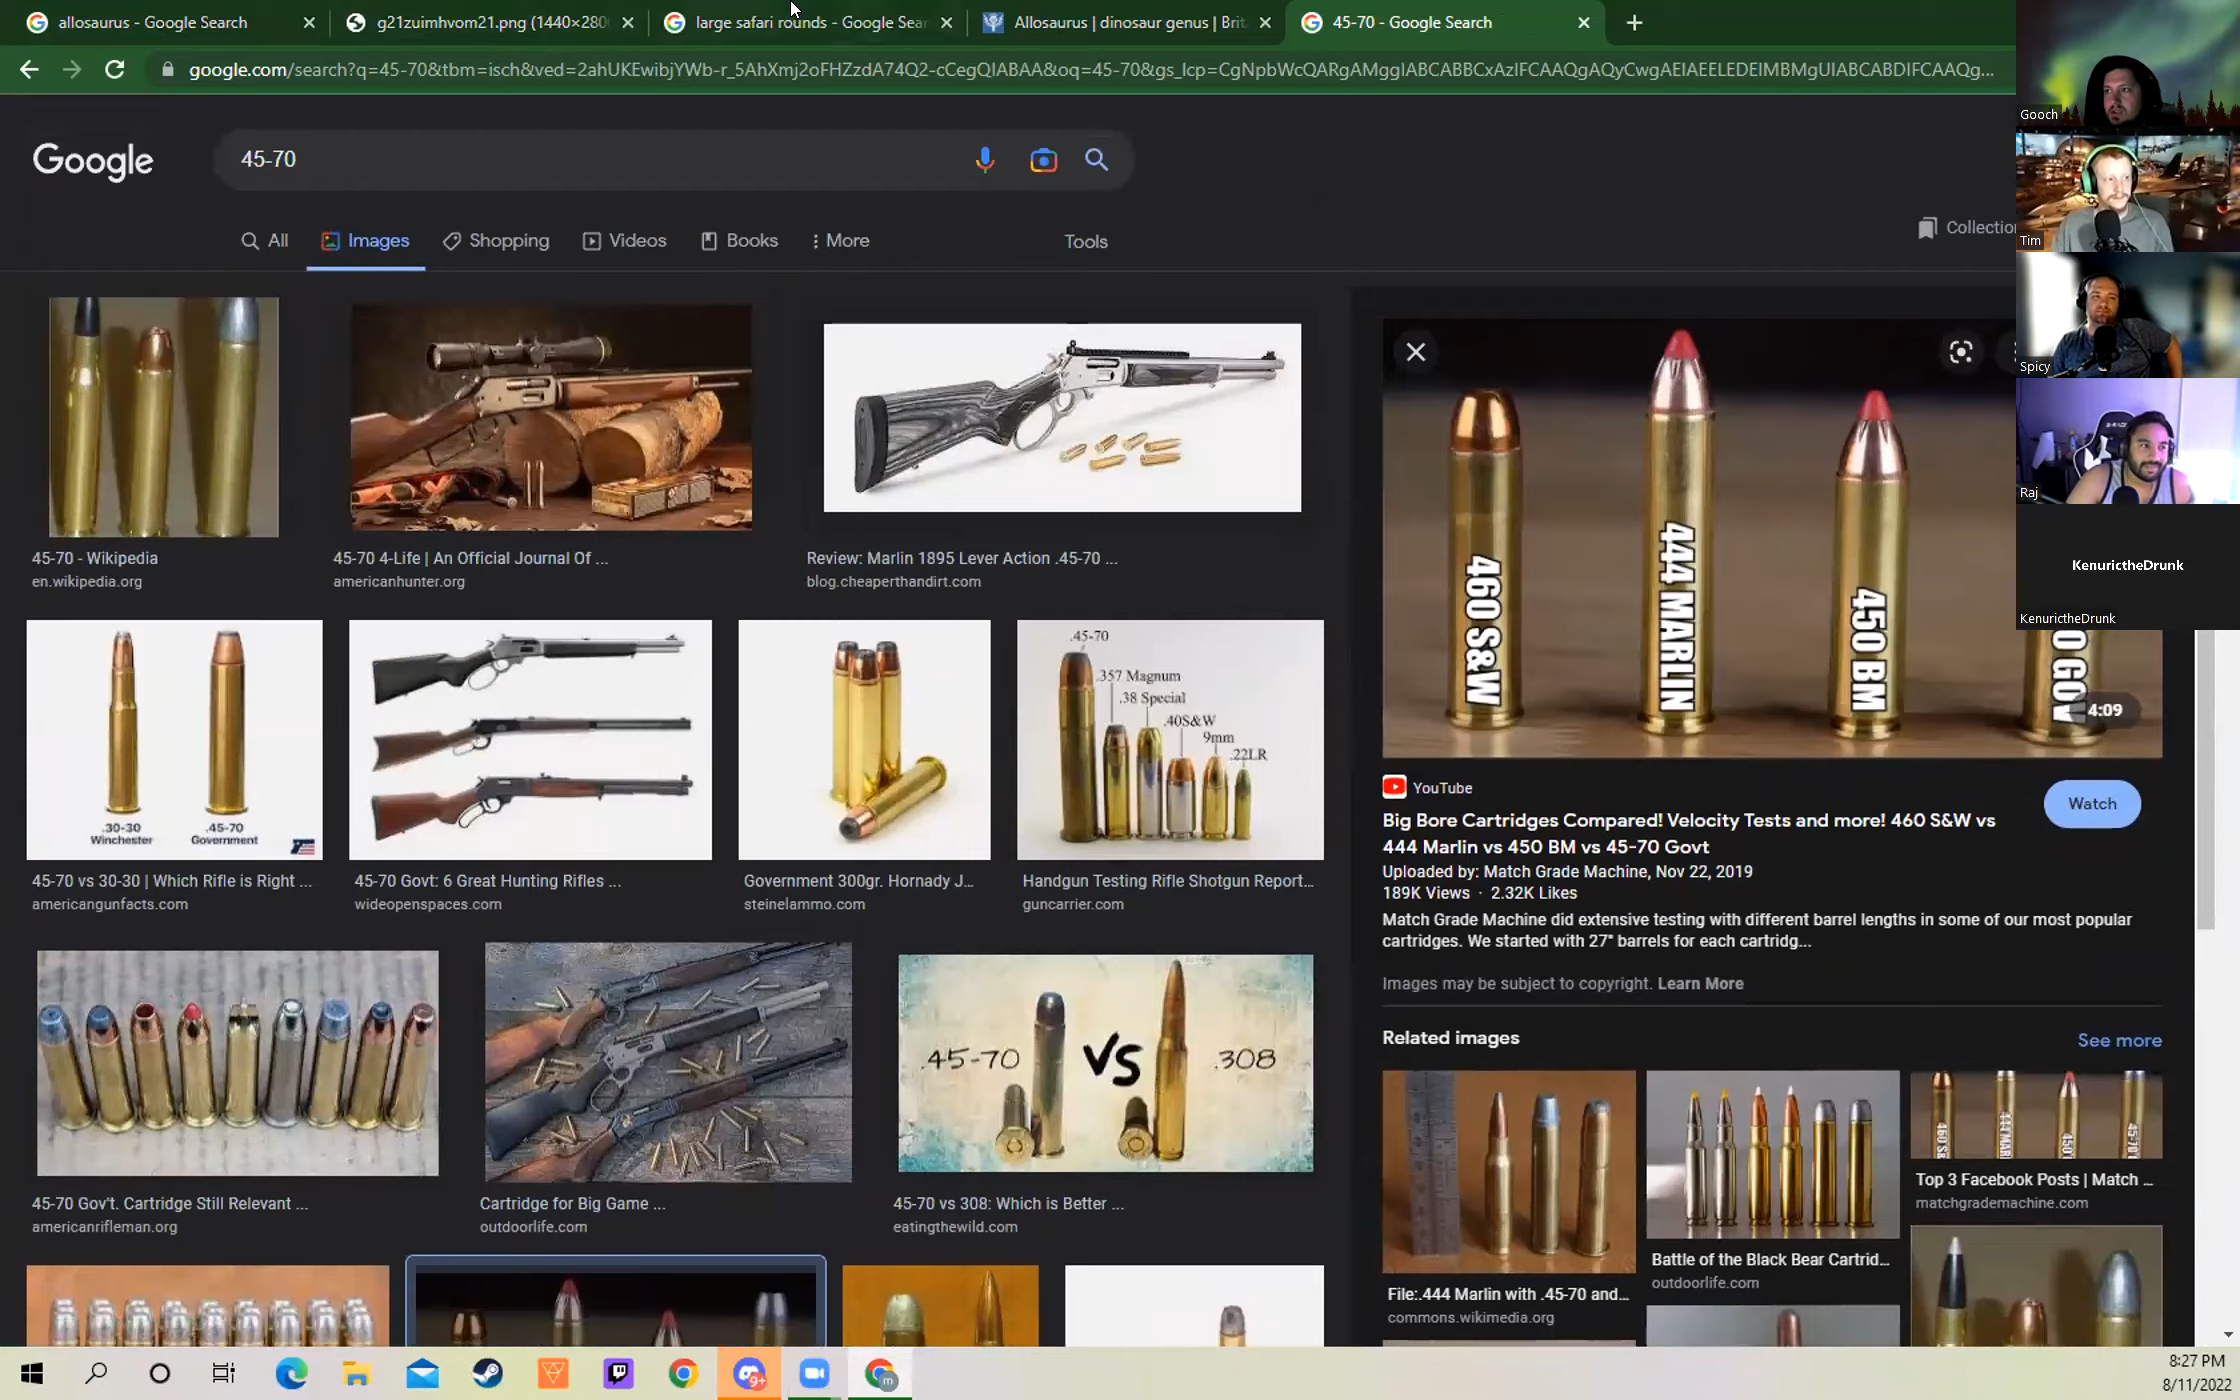 allosaurus - Google Search
g21zuimhvom21.png (1440×280
large safari rounds - Google Sear
Allosaurus | dinosaur genus | Brit
45-70 - Google Search
google.com/search?q=45-70&tbm=isch&ved=2ahUKEwibjYWb-r_5AhXmj2oFHZzdA74Q2-cCegQIABAA&oq=45-70&gs_lcp=CgNpbWcQARgAMggIABCABBCxAzIFCAAQgAQyCwgAEIAEELEDEIMBMgUIABCABDIFCAAQg...
Google
45-70
All
Images
Shopping
Videos
Books
More
Tools
Collection
Gooch
Tim
Spicy
Raj
KenurictheDrunk
KenurictheDrunk
45-70 - Wikipedia
en.wikipedia.org
45-70 4-Life | An Official Journal Of ...
americanhunter.org
Review: Marlin 1895 Lever Action .45-70 ...
blog.cheaperthandirt.com
.30-30
Winchester
.45-70
Government
.45-70
.357 Magnum
.38 Special
.40S&W
9mm
.22LR
45-70 vs 30-30 | Which Rifle is Right ...
americangunfacts.com
45-70 Govt: 6 Great Hunting Rifles ...
wideopenspaces.com
Government 300gr. Hornady J...
steinelammo.com
Handgun Testing Rifle Shotgun Report...
guncarrier.com
.45-70
VS
.308
45-70 Gov't. Cartridge Still Relevant ...
americanrifleman.org
Cartridge for Big Game ...
outdoorlife.com
45-70 vs 308: Which is Better ...
eatingthewild.com
460 S&W
444 MARLIN
450 BM
0 GOV
4:09
YouTube
Watch
Big Bore Cartridges Compared! Velocity Tests and more! 460 S&W vs
444 Marlin vs 450 BM vs 45-70 Govt
Uploaded by: Match Grade Machine, Nov 22, 2019
189K Views · 2.32K Likes
Match Grade Machine did extensive testing with different barrel lengths in some of our most popular
cartridges. We started with 27" barrels for each cartridg...
Images may be subject to copyright. Learn More
Related images
See more
File:.444 Marlin with .45-70 and...
commons.wikimedia.org
Battle of the Black Bear Cartrid...
outdoorlife.com
Top 3 Facebook Posts | Match ...
matchgrademachine.com
9+
m
8:27 PM
8/11/2022